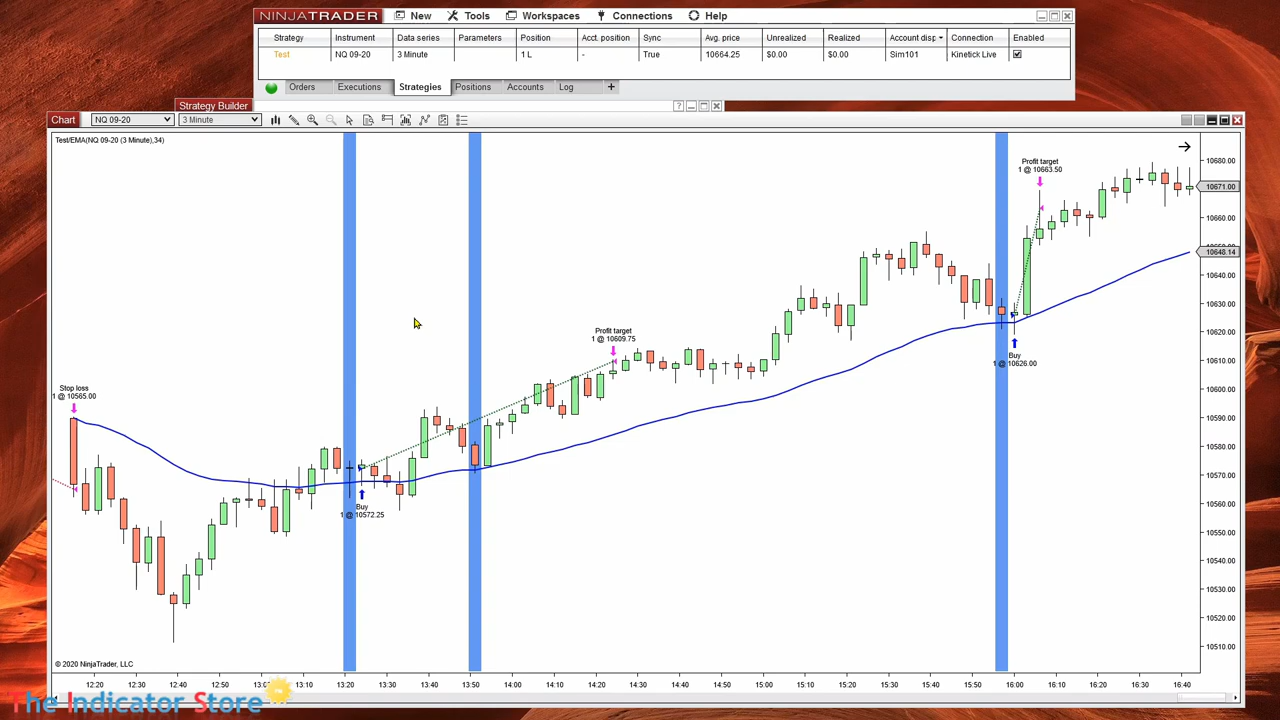 NINJATRADER New Tools Workspaces Connections Help
Strategy Instrument Data series Parameters Position Acct. position Sync Avg. price Unrealized Realized Account disp Connection Enabled
Test NQ 09-20 3 Minute 1 L - True 10664.25 $0.00 $0.00 Sim101 Kinetick Live
Orders Executions Strategies Positions Accounts Log +
Strategy Builder ?
Chart NQ 09-20 3 Minute
Test/EMA(NQ 09-20 (3 Minute),34)
Profit target
1 @ 10663.50
10680.00
10671.00
10660.00
10648.14
10640.00
10630.00
Profit target
1 @ 10609.75
10620.00
Buy
1 @ 10626.00
10610.00
Stop loss
1 @ 10565.00
10600.00
10590.00
10580.00
10570.00
Buy
1 @ 10572.25
10560.00
10550.00
10540.00
10530.00
10520.00
10510.00
© 2020 NinjaTrader, LLC
12:20 12:30 12:40 12:50 13:10 13:20 13:30 13:40 13:50 14:00 14:10 14:20 14:30 14:40 14:50 15:00 15:10 15:20 15:30 15:40 15:50 16:00 16:10 16:20 16:30 16:40
The Indicator Store